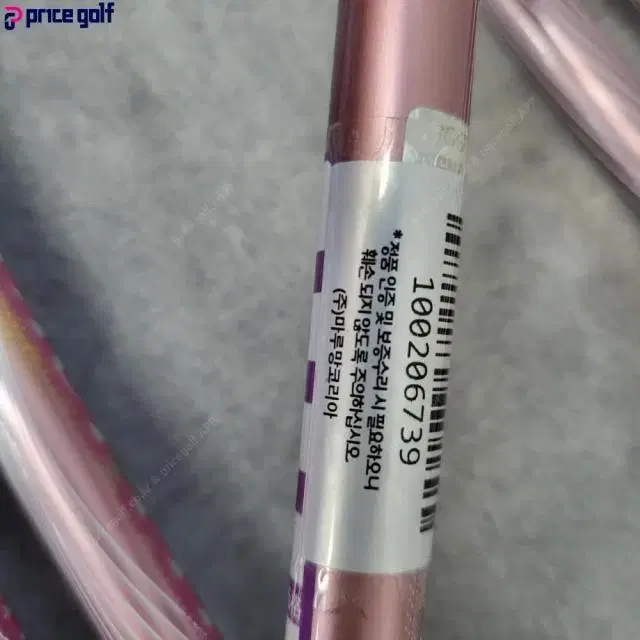 price golf
100206739
* 정품 인증 및 보증수리 시 필요하오니
훼손 되지 않도록 주의하십시오
(주)마루망코리아